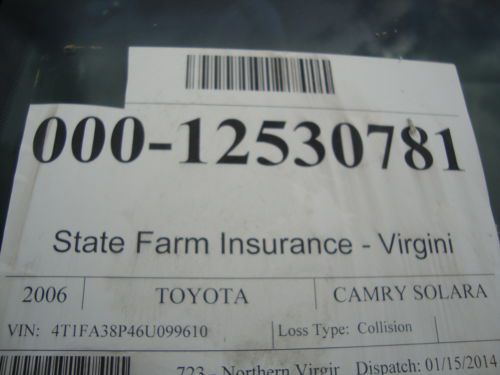 000-12530781
State Farm Insurance - Virgini
2006 TOYOTA CAMRY SOLARA
VIN: 4T1FA38P46U099610 Loss Type: Collision
723 - Northern Virgir Dispatch: 01/15/2014